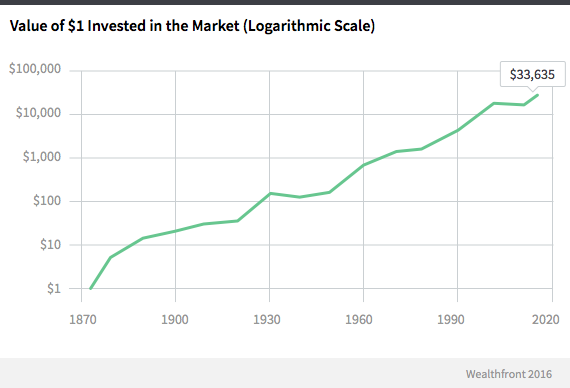 Value of $1 Invested in the Market (Logarithmic Scale)
$100,000
$33,635
$10,000
$1,000
$100
$10
$1
1870 1900 1930 1960 1990 2020
Wealthfront 2016